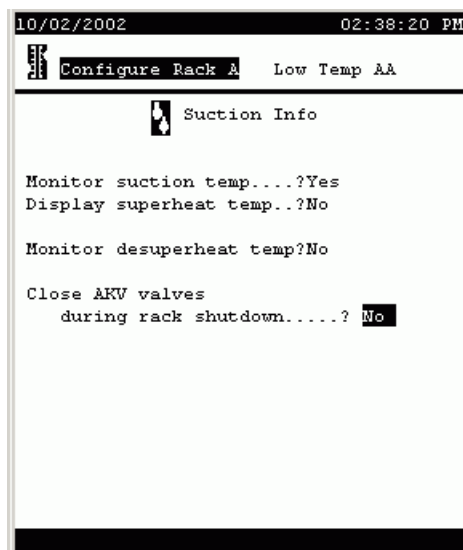 10/02/2002 02:38:20 PM
Configure Rack A Low Temp AA
Suction Info
Monitor suction temp....?Yes
Display superheat temp..?No
Monitor desuperheat temp?No
Close AKV valves
during rack shutdown.....? No